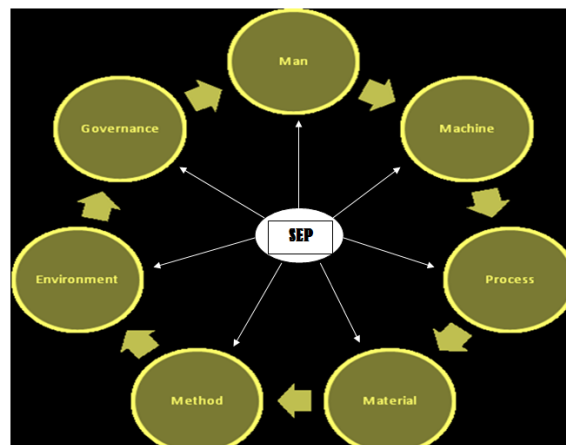 Man
Machine
Process
Material
Method
Environment
Governance
SEP